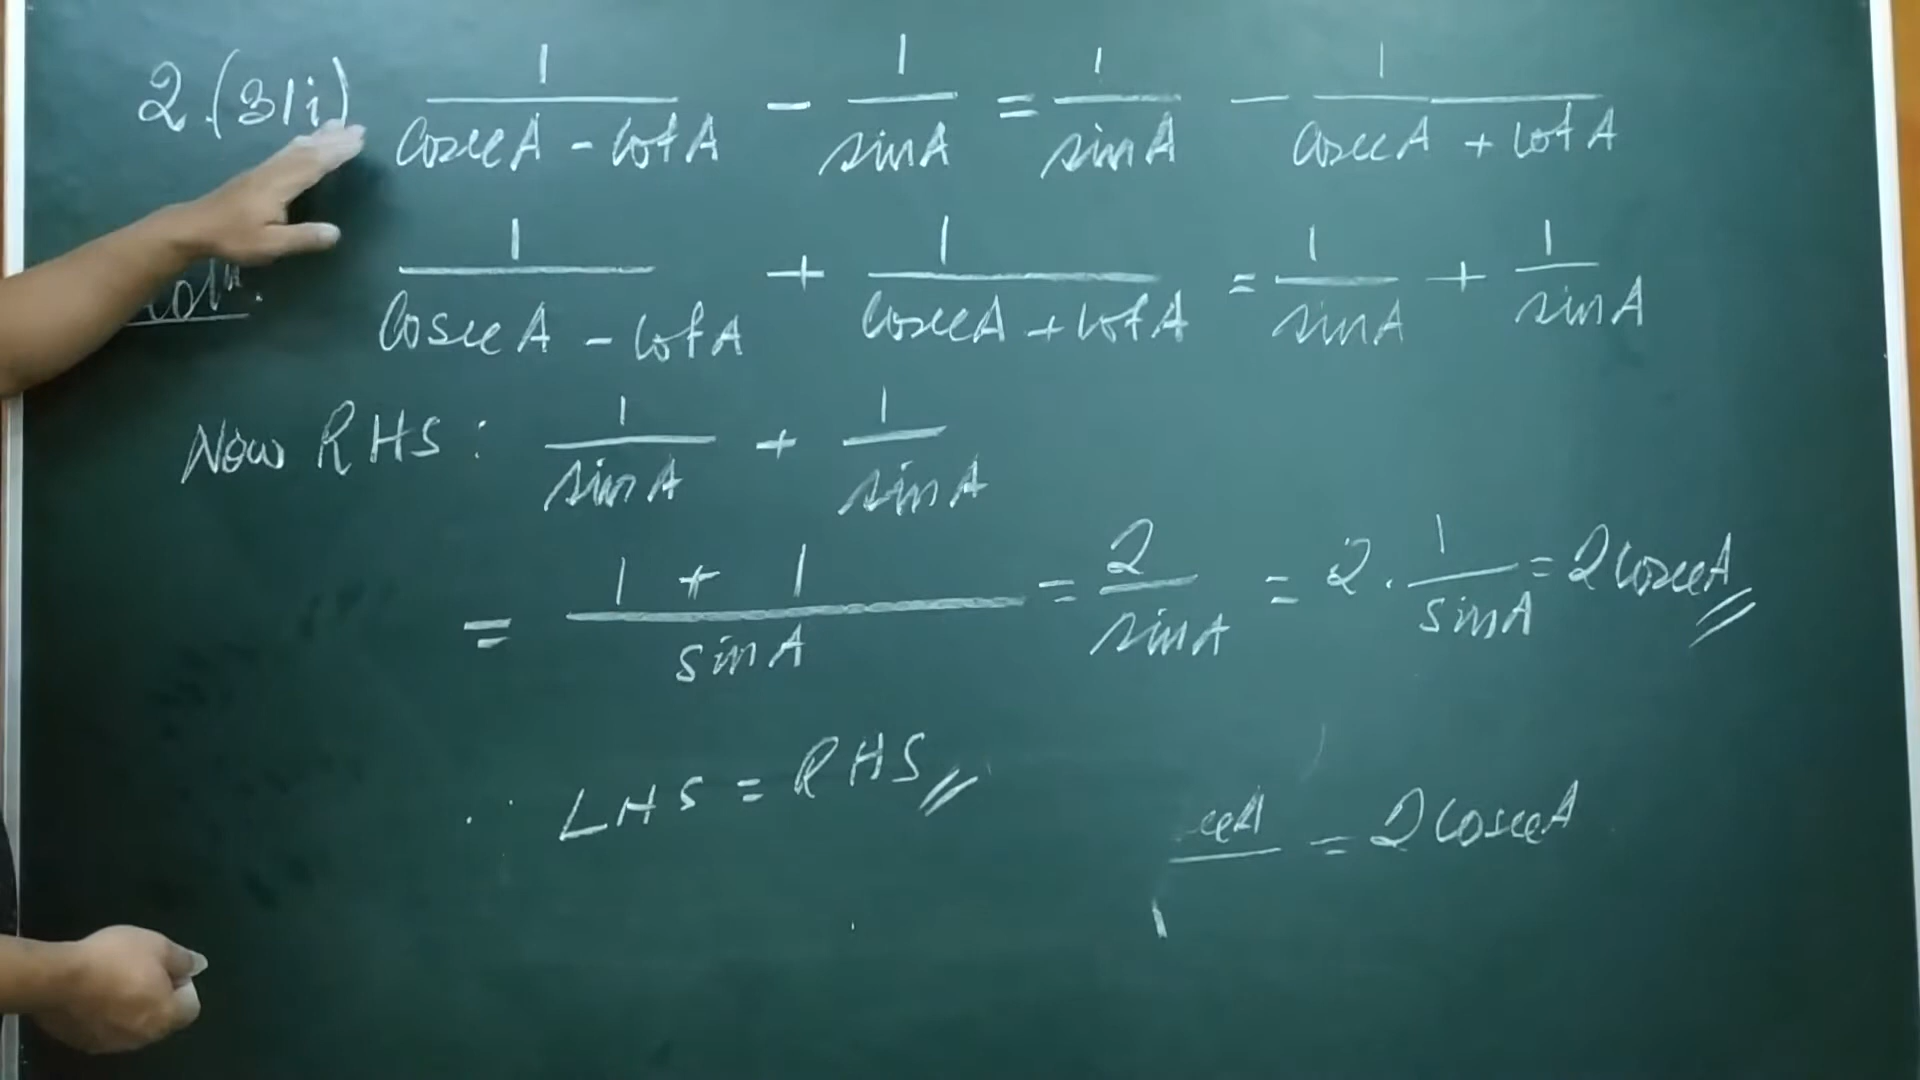 2.(31i) 1/(cosecA - cotA) - 1/sinA = 1/sinA - 1/(cosecA + cotA)
1/(cosecA - cotA) + 1/(cosecA + cotA) = 1/sinA + 1/sinA
Now RHS: 1/sinA + 1/sinA
= (1 + 1)/sinA = 2/sinA = 2 . 1/sinA = 2cosecA
LHS = RHS
= 2cosecA